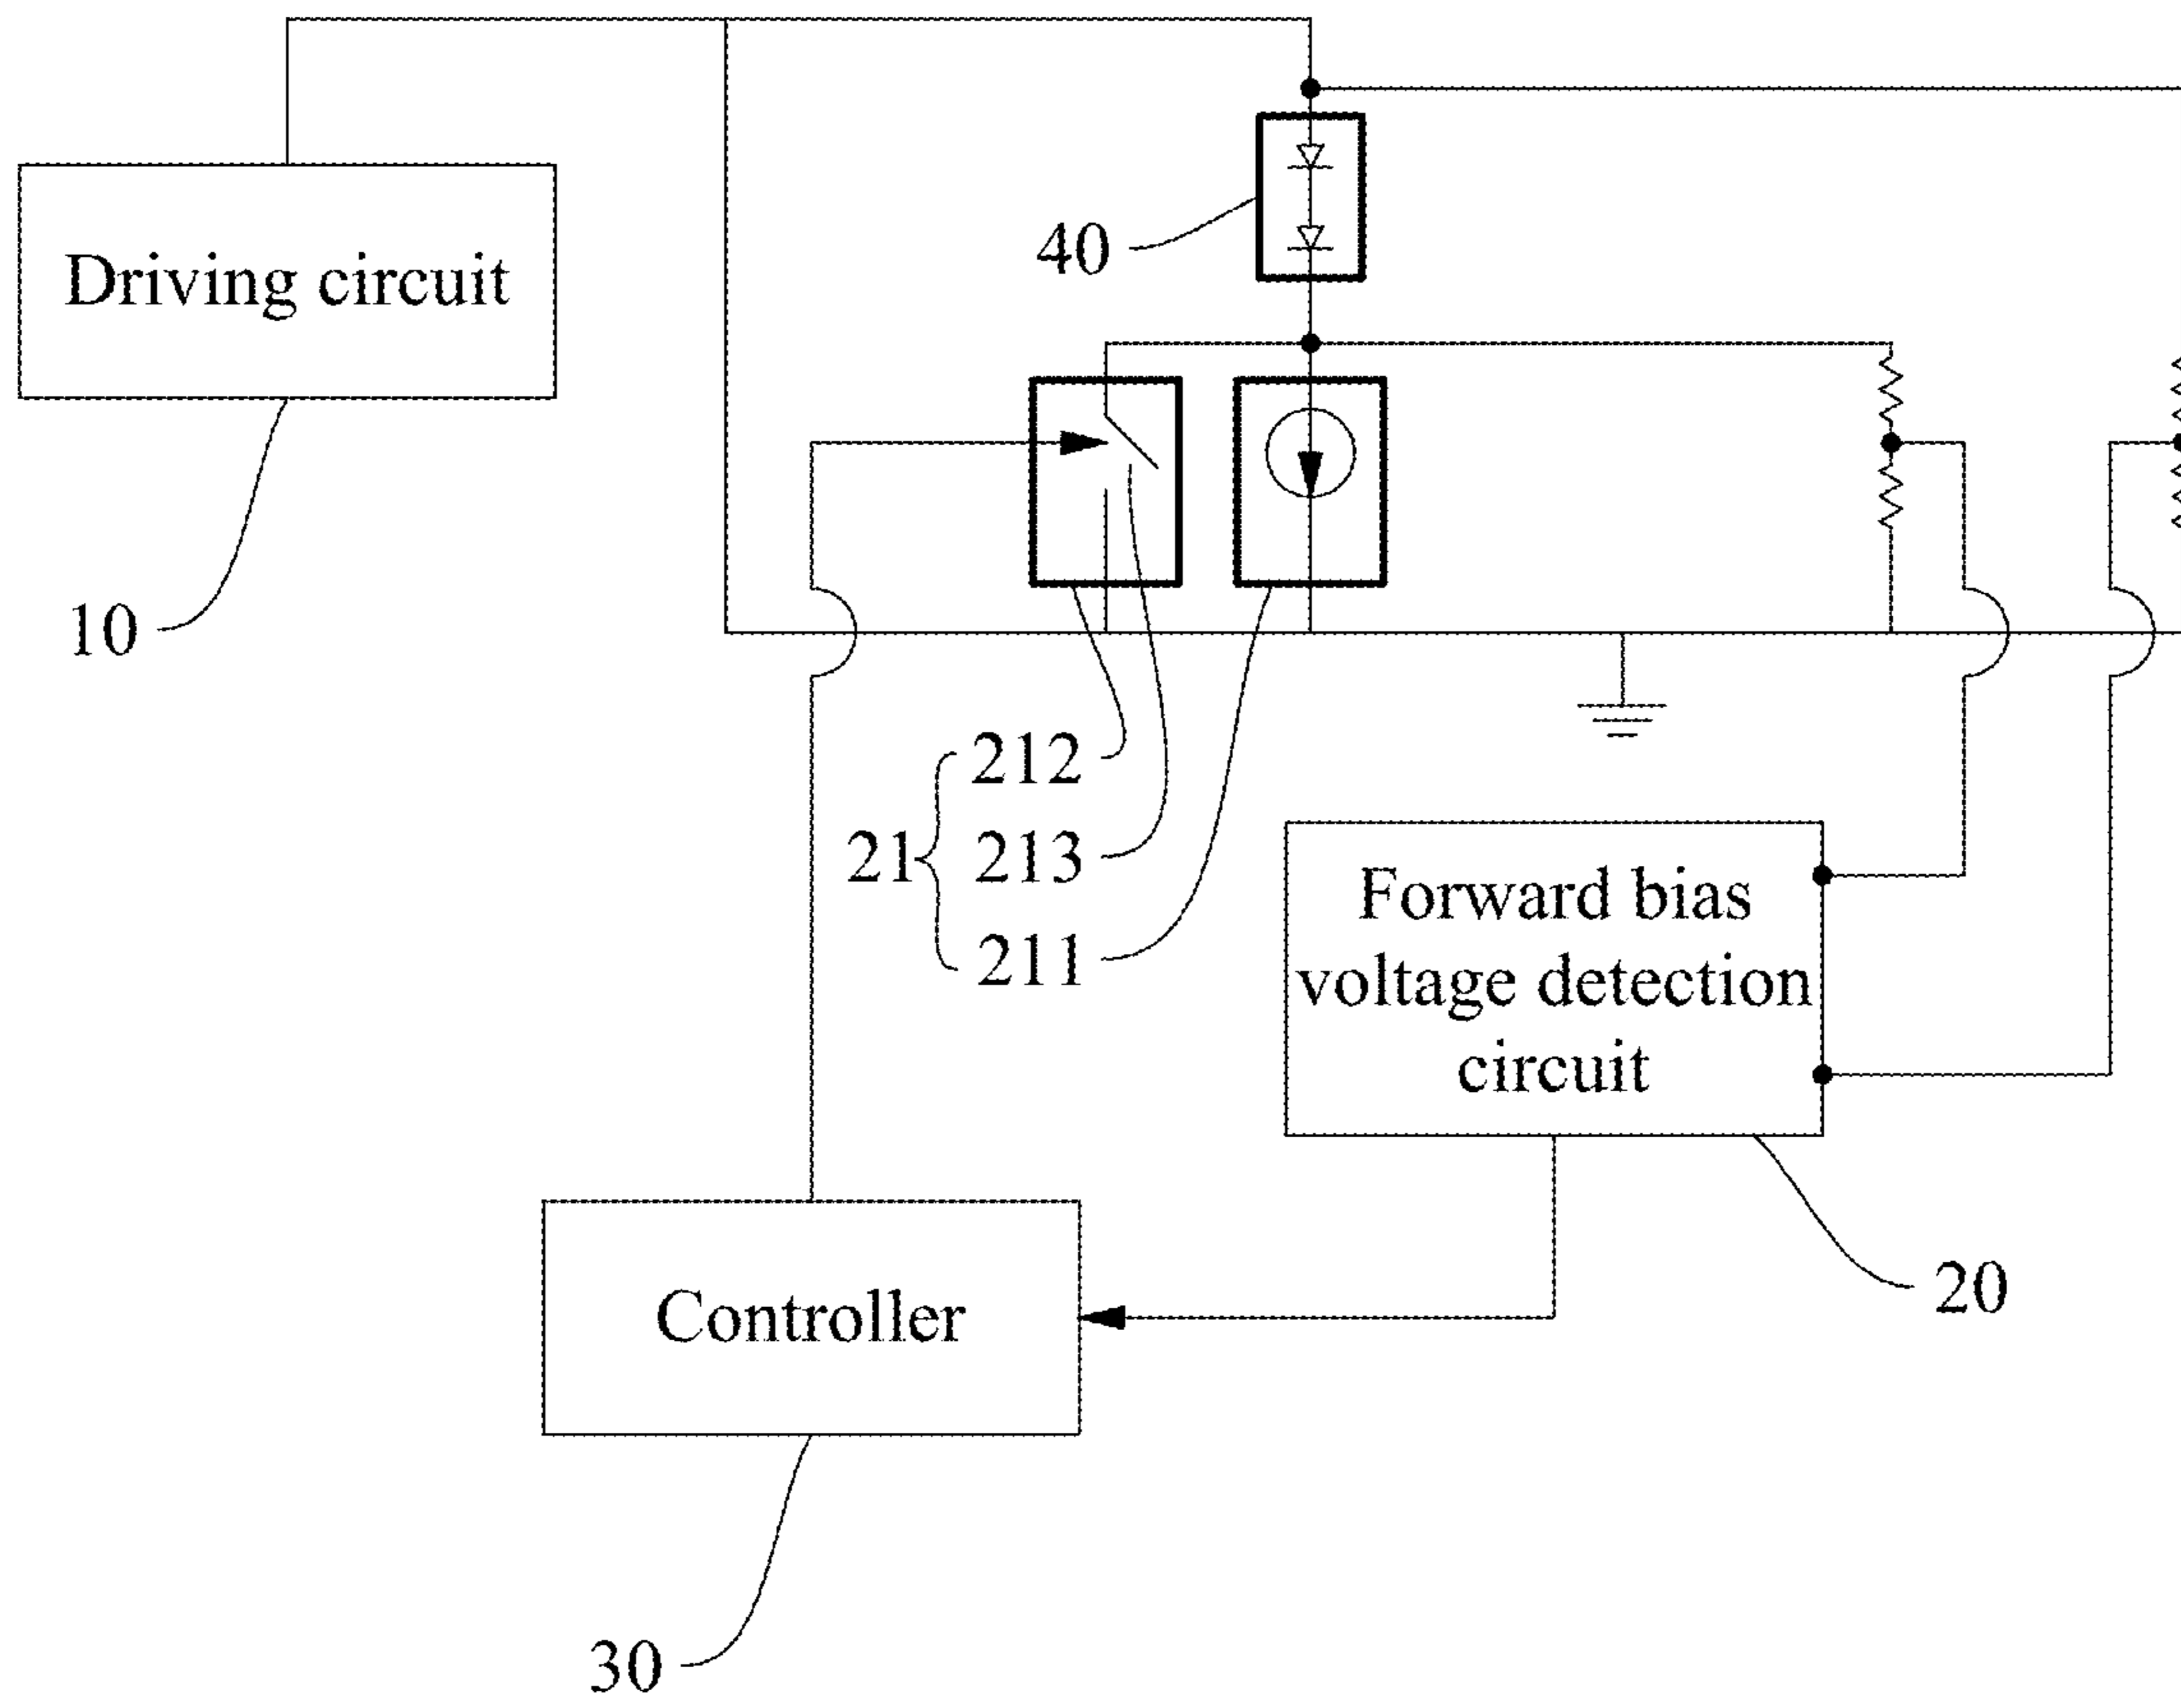 40
Driving circuit
10
212
21
213
211
Forward bias
voltage detection
circuit
20
Controller
30